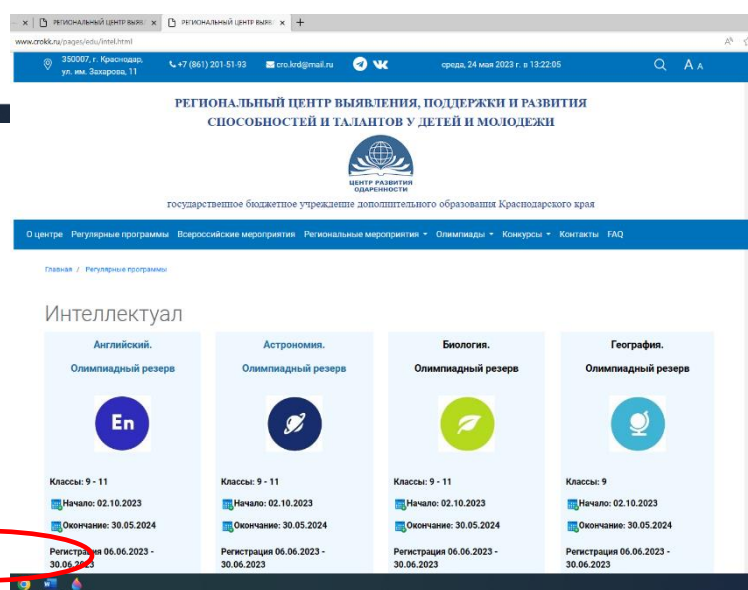 РЕГИОНАЛЬНЫЙ ЦЕНТР ВЫЯВ x РЕГИОНАЛЬНЫЙ ЦЕНТР ВЫЯВ x +
www.crokk.ru/pages/edu/intel.html
350007, г. Краснодар, ул. им. Захарова, 11
+7 (861) 201-51-93 cro.krd@gmail.ru среда, 24 мая 2023 г. в 13:22:05 A A
РЕГИОНАЛЬНЫЙ ЦЕНТР ВЫЯВЛЕНИЯ, ПОДДЕРЖКИ И РАЗВИТИЯ
СПОСОБНОСТЕЙ И ТАЛАНТОВ У ДЕТЕЙ И МОЛОДЕЖИ
ЦЕНТР РАЗВИТИЯ
ОДАРЕННОСТИ
государственное бюджетное учреждение дополнительного образования Краснодарского края
О центре Регулярные программы Всероссийские мероприятия Региональные мероприятия Олимпиады Конкурсы Контакты FAQ
Главная / Регулярные программы
Интеллектуал
Английский.
Олимпиадный резерв
En
Классы: 9 - 11
Начало: 02.10.2023
Окончание: 30.05.2024
Регистрация 06.06.2023 -
30.06.2023
Астрономия.
Олимпиадный резерв
Классы: 9 - 11
Начало: 02.10.2023
Окончание: 30.05.2024
Регистрация 06.06.2023 -
30.06.2023
Биология.
Олимпиадный резерв
Классы: 9 - 11
Начало: 02.10.2023
Окончание: 30.05.2024
Регистрация 06.06.2023 -
30.06.2023
География.
Олимпиадный резерв
Классы: 9
Начало: 02.10.2023
Окончание: 30.05.2024
Регистрация 06.06.2023 -
30.06.2023